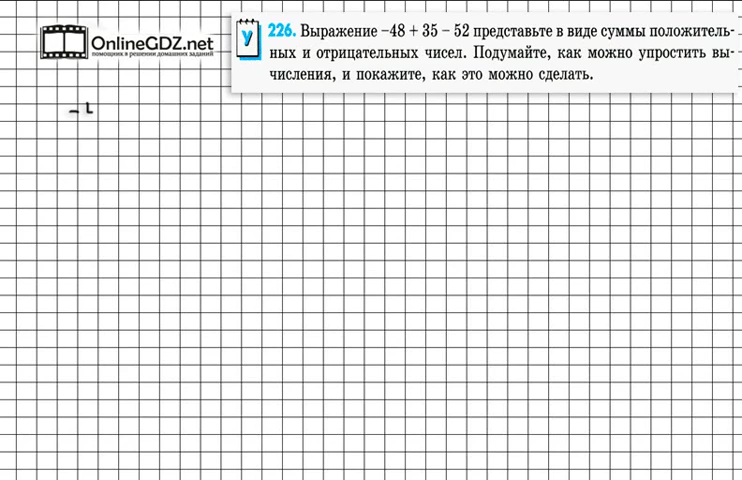 OnlineGDZ.net
помощник в решении домашних заданий
У
226. Выражение –48 + 35 – 52 представьте в виде суммы положитель-
ных и отрицательных чисел. Подумайте, как можно упростить вы-
числения, и покажите, как это можно сделать.